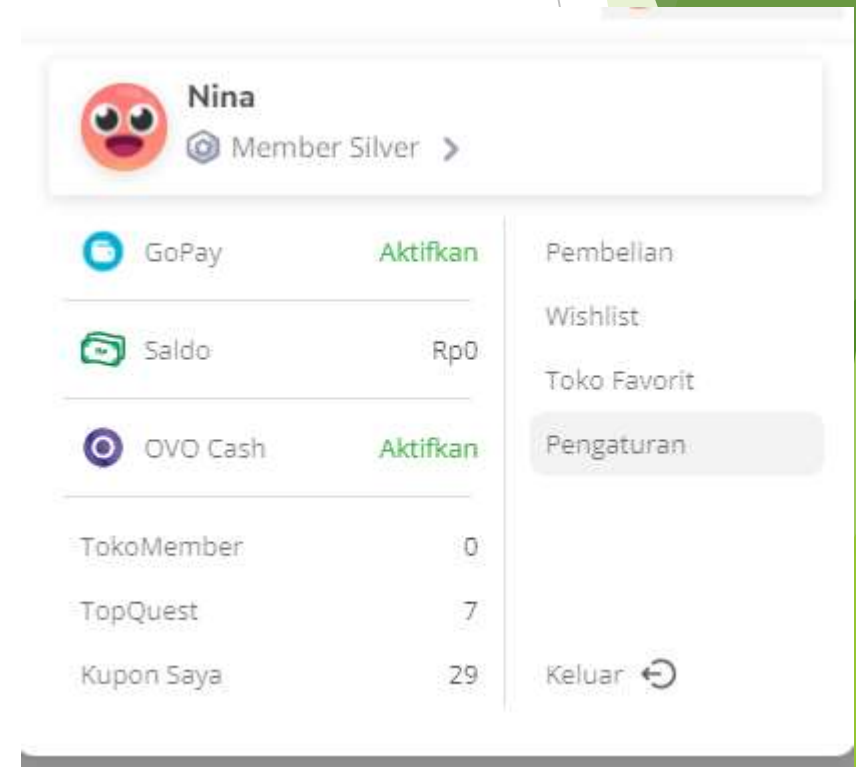 Nina
Member Silver
GoPay Aktifkan
Saldo Rp0
OVO Cash Aktifkan
TokoMember 0
TopQuest 7
Kupon Saya 29
Pembelian
Wishlist
Toko Favorit
Pengaturan
Keluar